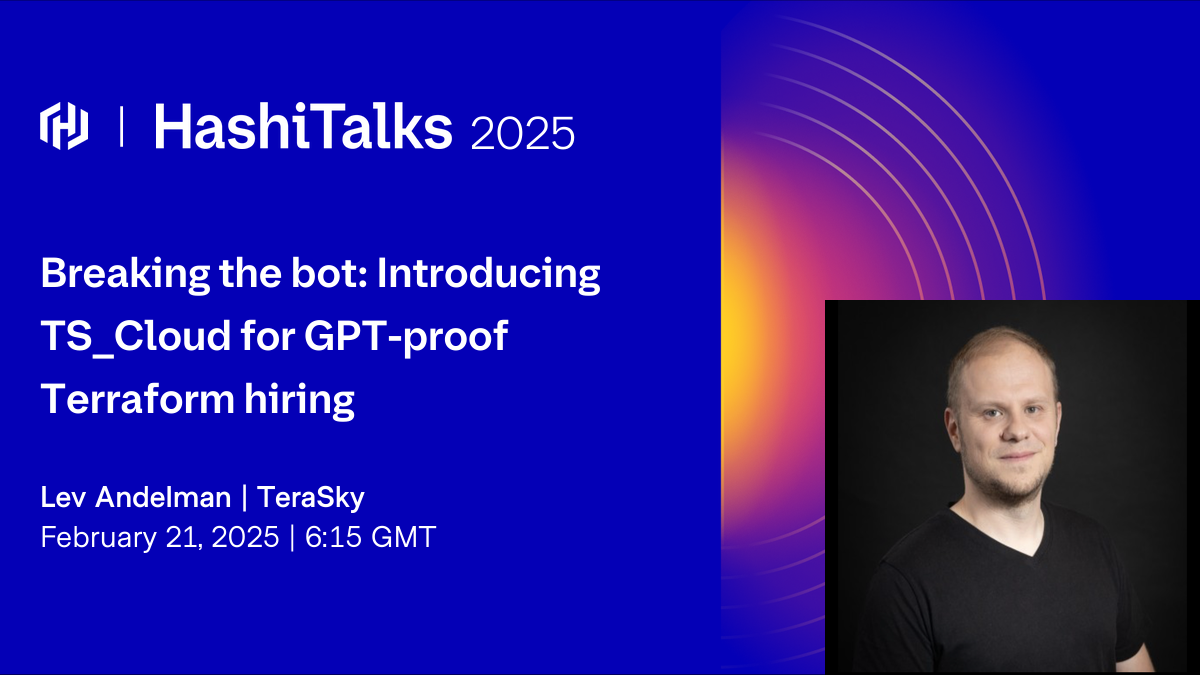 HashiTalks 2025
Breaking the bot: Introducing
TS_Cloud for GPT-proof
Terraform hiring
Lev Andelman | TeraSky
February 21, 2025 | 6:15 GMT